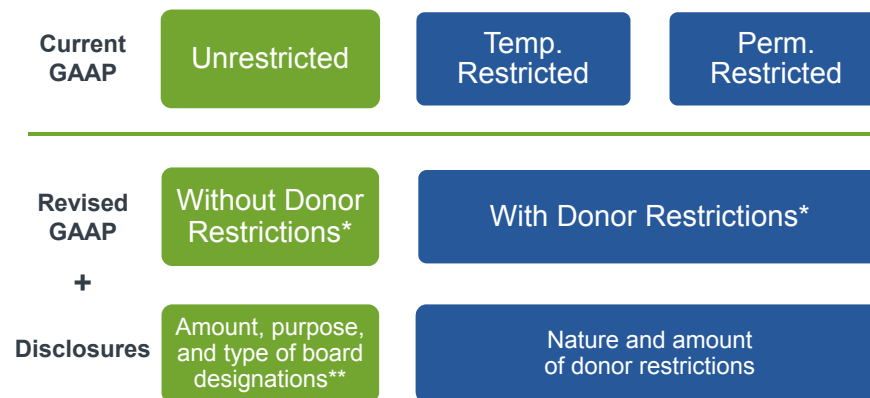 Current
GAAP
Unrestricted
Temp.
Restricted
Perm.
Restricted
Revised
GAAP
Without Donor
Restrictions*
With Donor Restrictions*
+
Disclosures
Amount, purpose,
and type of board
designations**
Nature and amount
of donor restrictions